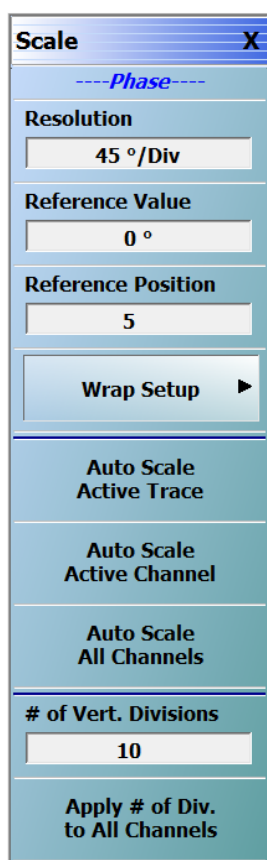 Scale X
----Phase----
Resolution
45 °/Div
Reference Value
0 °
Reference Position
5
Wrap Setup
Auto Scale
Active Trace
Auto Scale
Active Channel
Auto Scale
All Channels
# of Vert. Divisions
10
Apply # of Div.
to All Channels